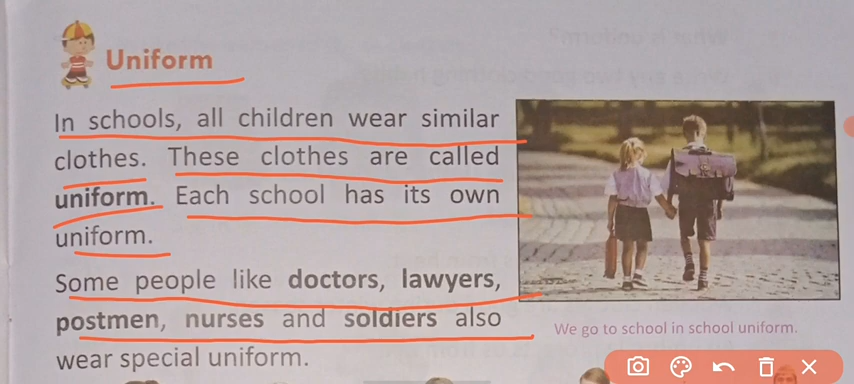 Uniform
In schools, all children wear similar
clothes. These clothes are called
uniform. Each school has its own
uniform.
Some people like doctors, lawyers,
postmen, nurses and soldiers also
wear special uniform.
We go to school in school uniform.